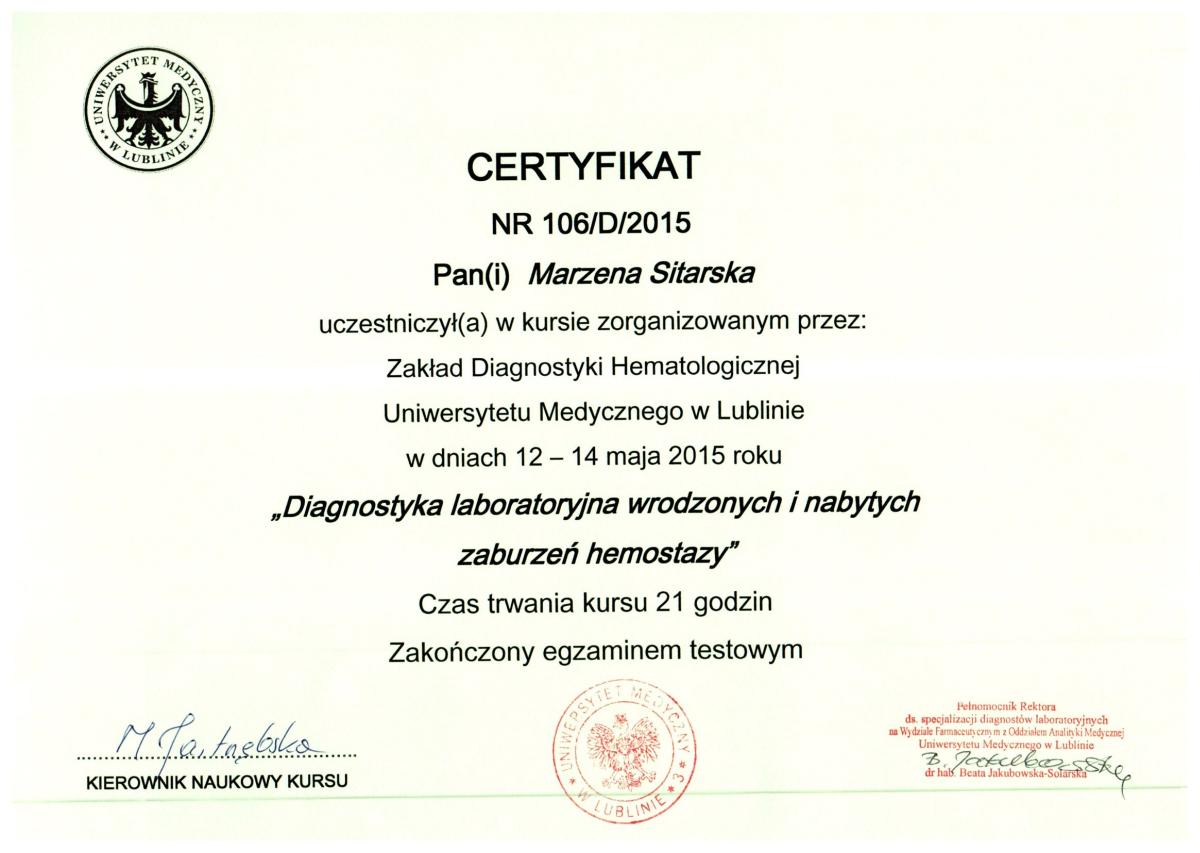 UNIWERSYTET MEDYCZNY
W LUBLINIE
CERTYFIKAT
NR 106/D/2015
Pan(i) Marzena Sitarska
uczestniczył(a) w kursie zorganizowanym przez:
Zakład Diagnostyki Hematologicznej
Uniwersytetu Medycznego w Lublinie
w dniach 12 – 14 maja 2015 roku
„Diagnostyka laboratoryjna wrodzonych i nabytych
zaburzeń hemostazy”
Czas trwania kursu 21 godzin
Zakończony egzaminem testowym
M
KIEROWNIK NAUKOWY KURSU
UNIWERSYTET MEDYCZNY
W LUBLINIE
3
Pełnomocnik Rektora
ds. specjalizacji diagnostów laboratoryjnych
na Wydziale Farmaceutycznym z Oddziałem Analityki Medycznej
Uniwersytetu Medycznego w Lublinie
dr hab. Beata Jakubowska-Solarska